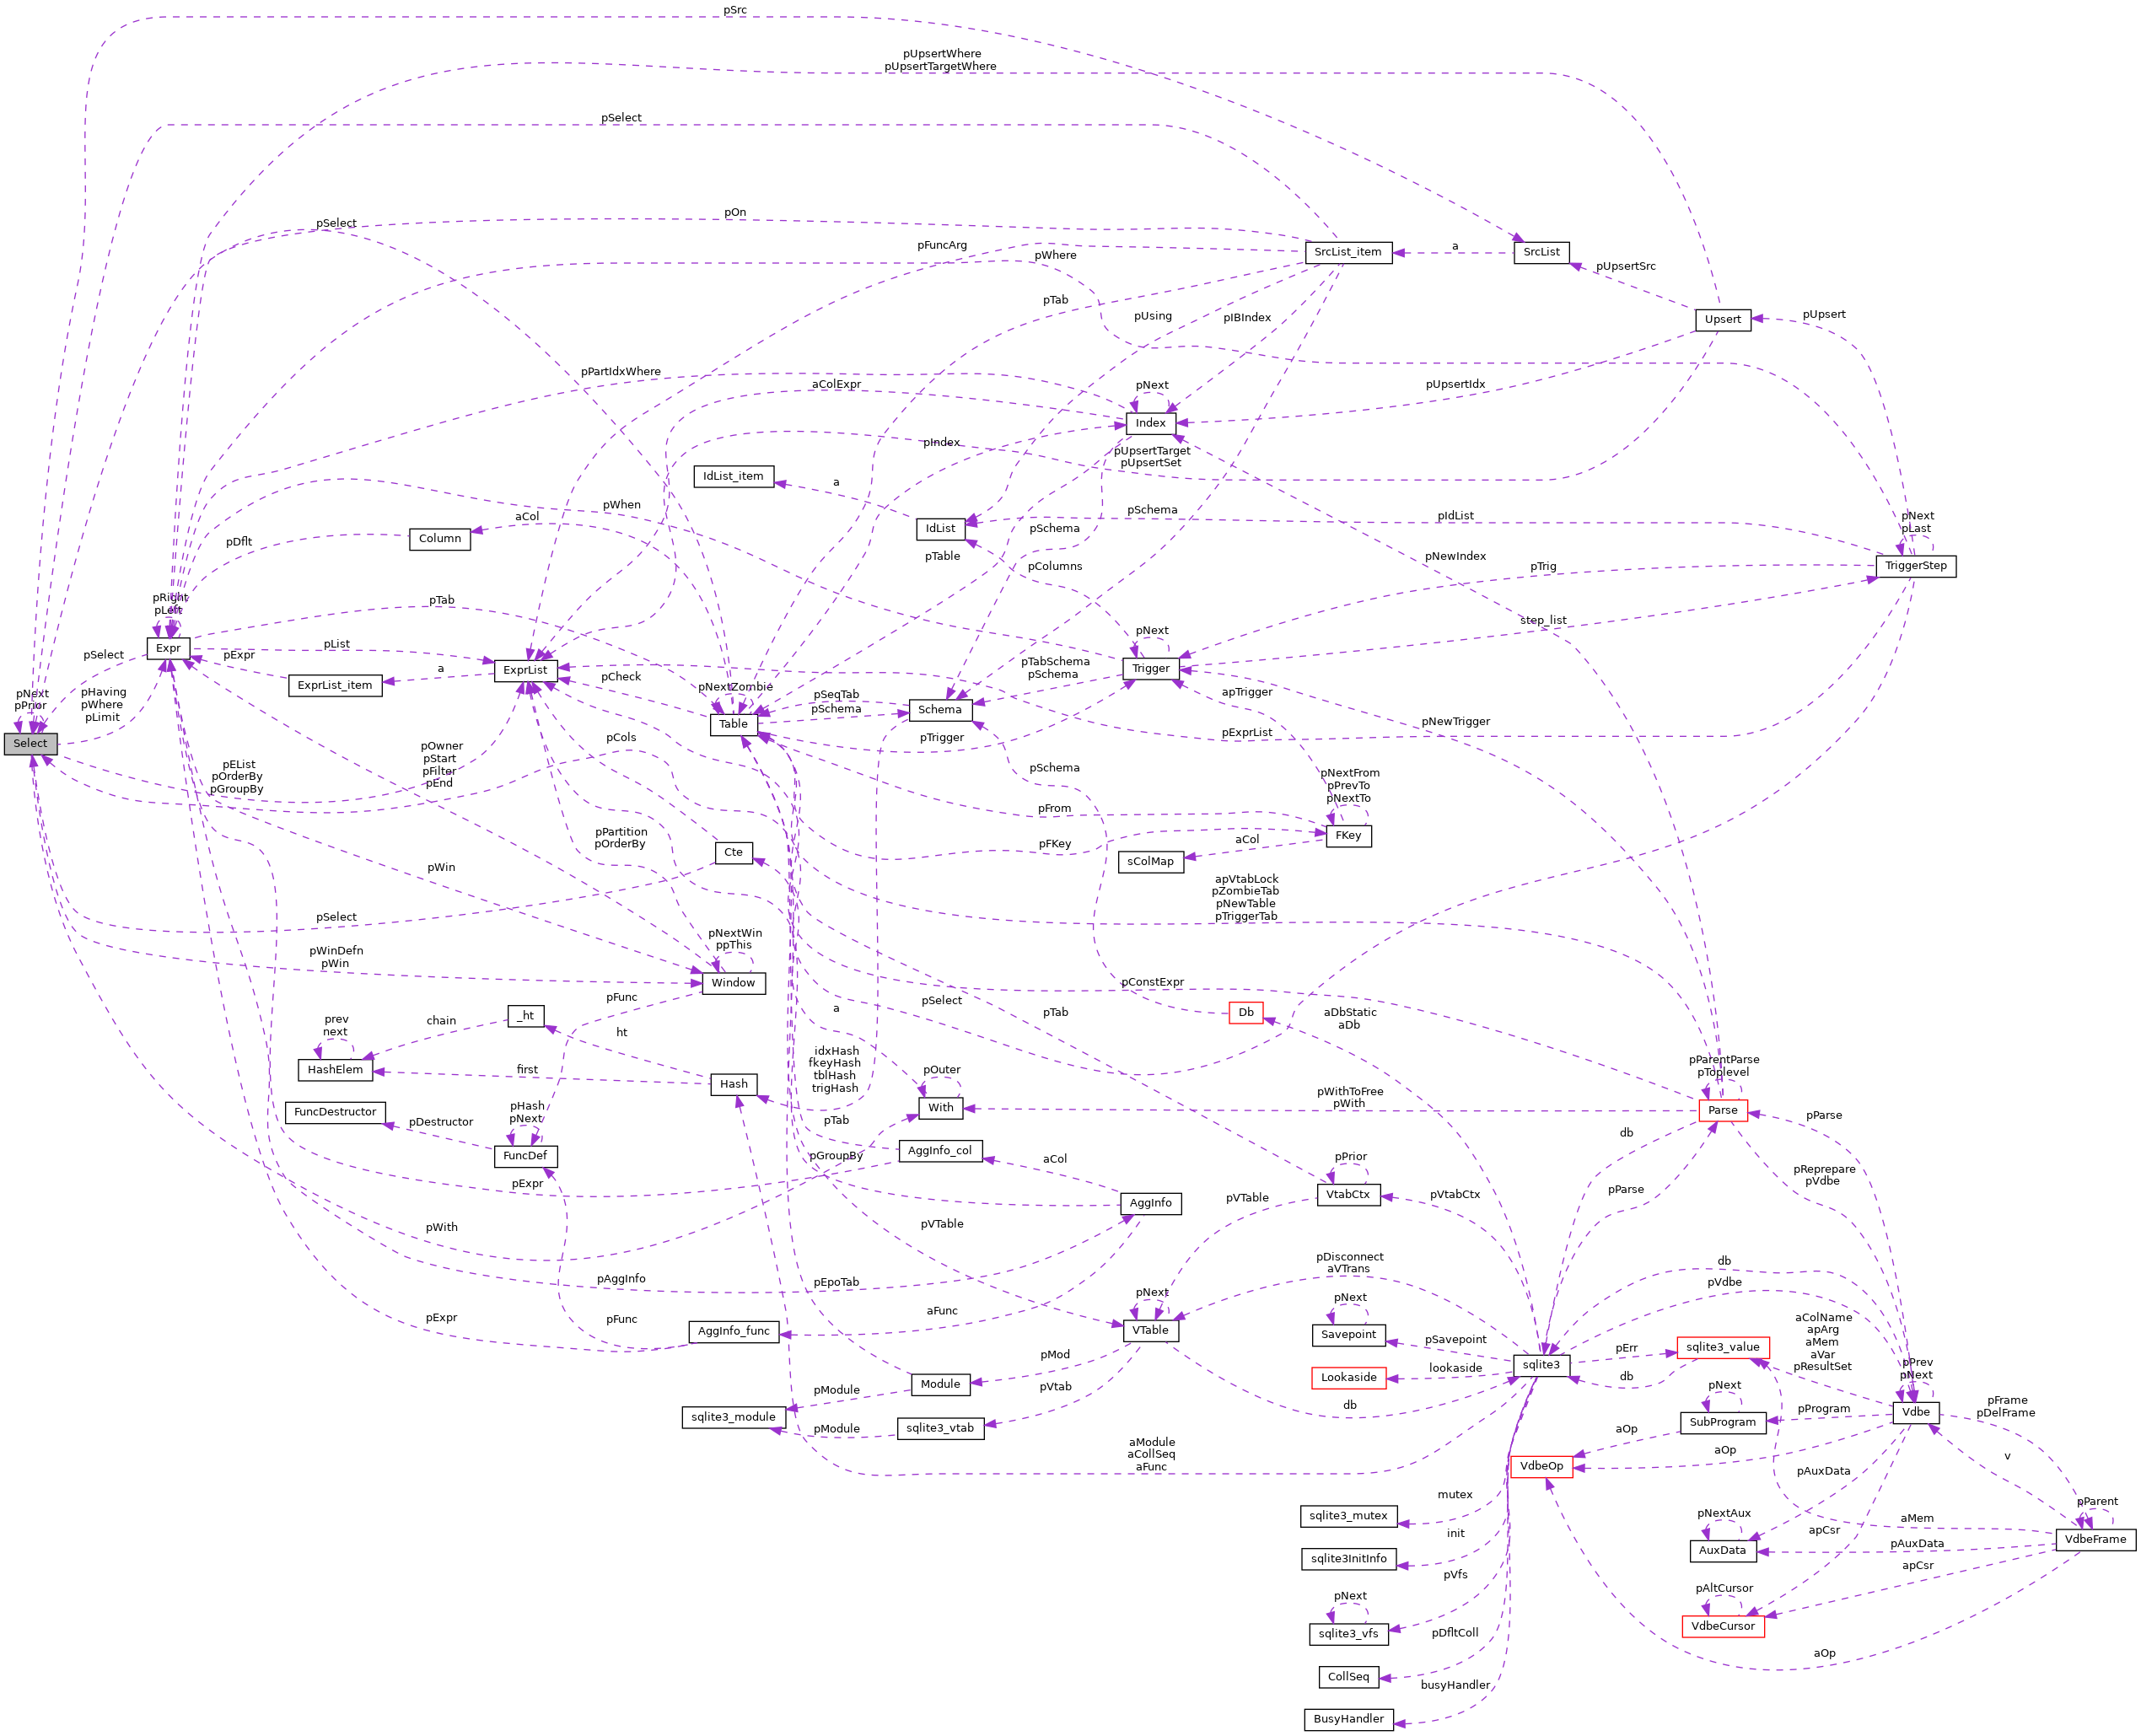 pSrc
pUpsertWhere
pUpsertTargetWhere
pSelect
pSelect
pOn
pFuncArg
pWhere
SrcList_item
a
SrcList
pUpsertSrc
pTab
pUsing
pIBIndex
Upsert
pUpsert
pPartIdxWhere
aColExpr
pNext
pUpsertIdx
Index
pIndex
pUpsertTarget
pUpsertSet
IdList_item
a
pWhen
pSchema
aCol
pIdList
pNext
pLast
IdList
pSchema
Column
pDflt
pTable
pNewIndex
pColumns
pTrig
TriggerStep
pRight
pLeft
pTab
step_list
pNext
Expr
pList
pSelect
pExpr
a
ExprList
pTabSchema
pSchema
Trigger
ExprList_item
pCheck
pNextZombie
pSeqTab
pSchema
apTrigger
pNext
pPrior
pHaving
pWhere
pLimit
Schema
Table
pNewTrigger
Select
pCols
pTrigger
pExprList
pOwner
pStart
pFilter
pEnd
pEList
pOrderBy
pGroupBy
pSchema
pNextFrom
pPrevTo
pNextTo
pFrom
pPartition
pOrderBy
FKey
pFKey
aCol
Cte
sColMap
pWin
apVtabLock
pZombieTab
pNewTable
pTriggerTab
pSelect
pNextWin
ppThis
pWinDefn
pWin
Window
pConstExpr
pFunc
pSelect
pTab
a
Db
aDbStatic
aDb
_ht
chain
prev
next
ht
idxHash
fkeyHash
tblHash
trigHash
pParentParse
pToplevel
HashElem
first
Hash
pOuter
pWithToFree
pWith
With
Parse
pParse
FuncDestructor
pHash
pNext
pDestructor
pTab
db
AggInfo_col
FuncDef
pGroupBy
aCol
pPrior
pReprepare
pVdbe
pExpr
pParse
VtabCtx
pVtabCtx
AggInfo
pVTable
pWith
pVTable
pDisconnect
aVTrans
db
pAggInfo
pEpoTab
pVdbe
pNext
pNext
aFunc
pExpr
pFunc
AggInfo_func
VTable
Savepoint
pSavepoint
aColName
apArg
aMem
aVar
pResultSet
pErr
sqlite3_value
pMod
sqlite3
lookaside
Lookaside
db
pPrev
pNext
Module
pVtab
pModule
pNext
db
pFrame
pDelFrame
Vdbe
sqlite3_module
pProgram
SubProgram
sqlite3_vtab
pModule
aOp
aModule
aCollSeq
aFunc
aOp
v
VdbeOp
pAuxData
mutex
pParent
sqlite3_mutex
pNextAux
aMem
apCsr
init
VdbeFrame
AuxData
pAuxData
sqlite3InitInfo
apCsr
pVfs
pAltCursor
pNext
sqlite3_vfs
VdbeCursor
pDfltColl
aOp
CollSeq
busyHandler
BusyHandler